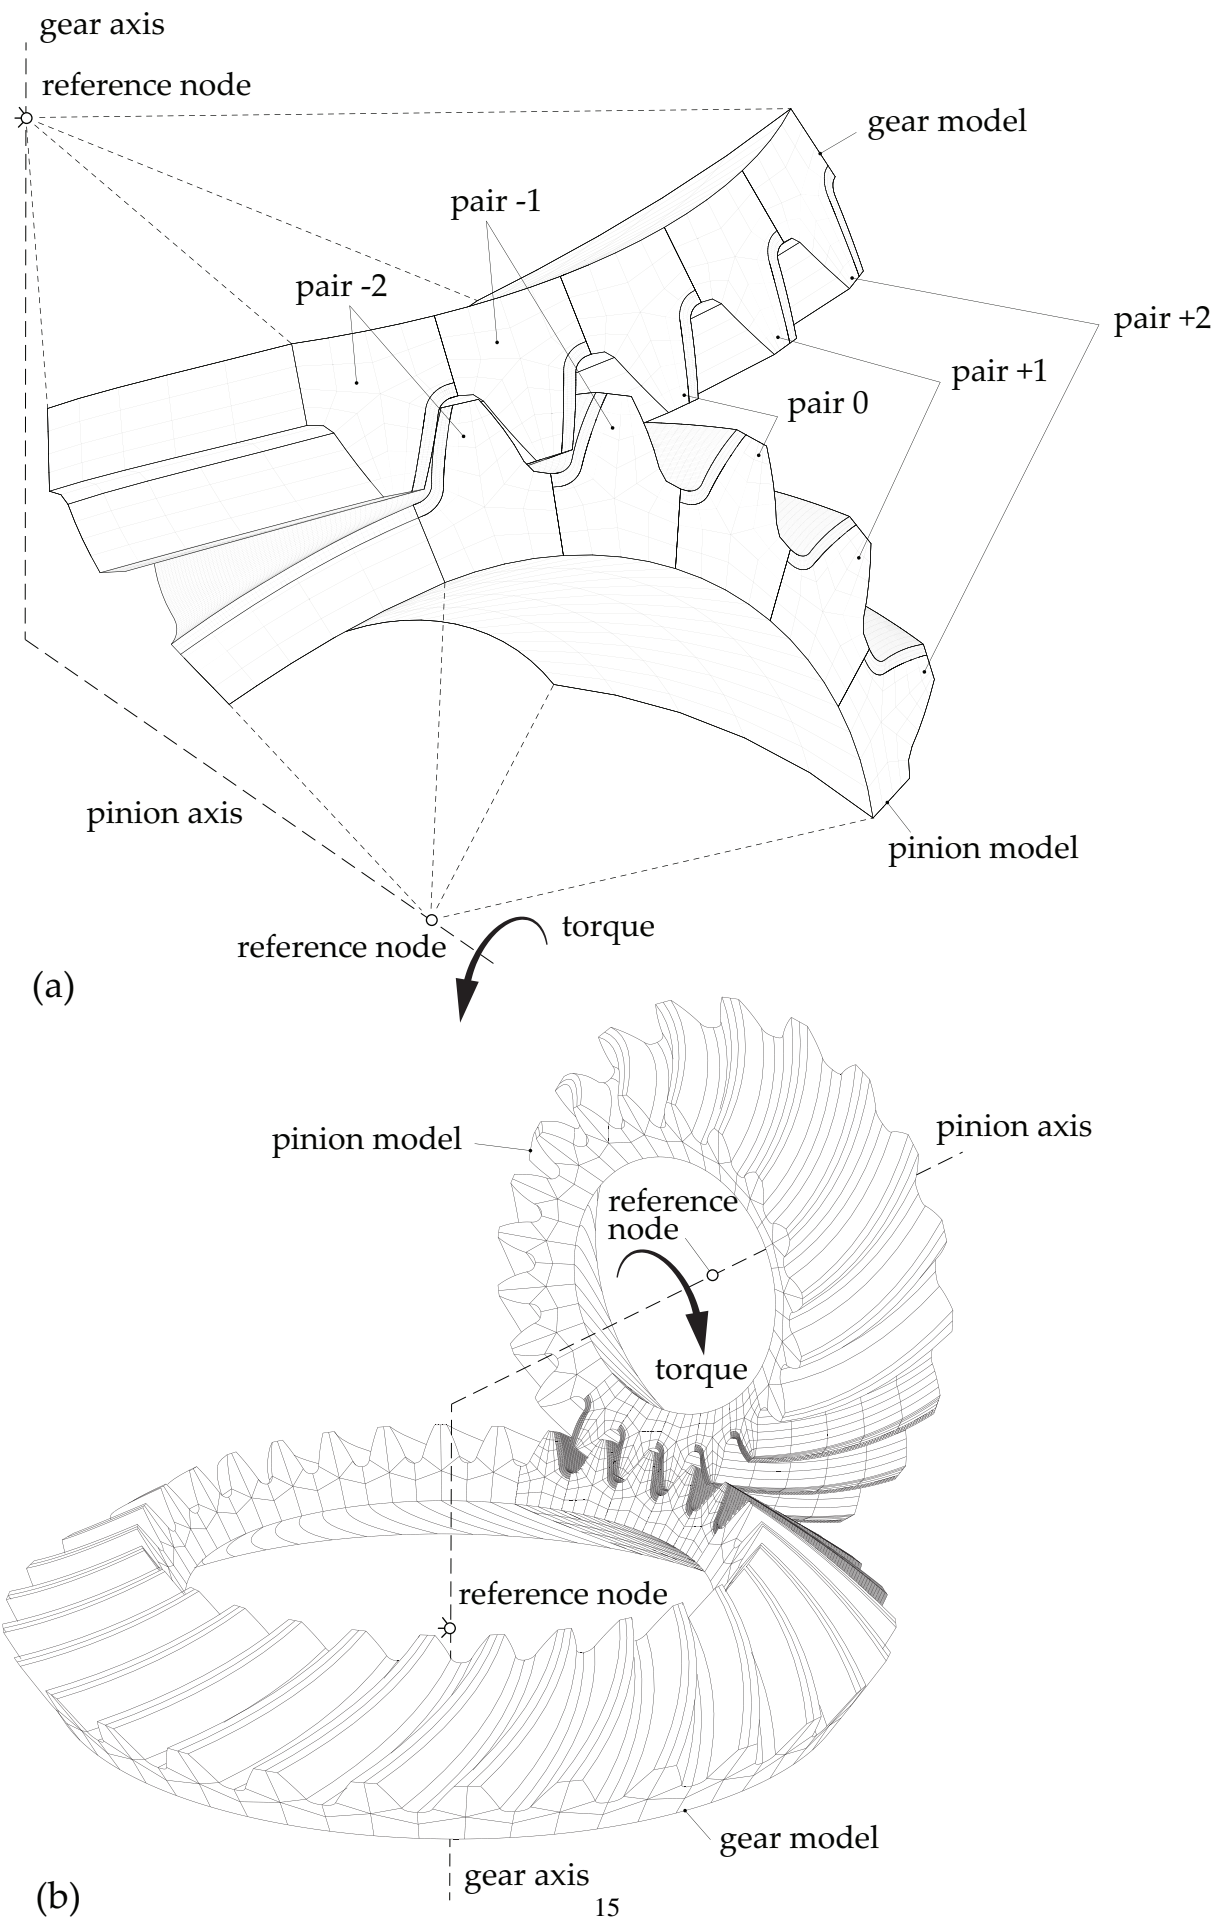 gear axis
reference node
gear model
pair -1
pair -2
pair +2
pair +1
pair 0
pinion axis
pinion model
reference node
torque
(a)
pinion model
pinion axis
reference
node
torque
reference node
gear model
gear axis
(b)
15